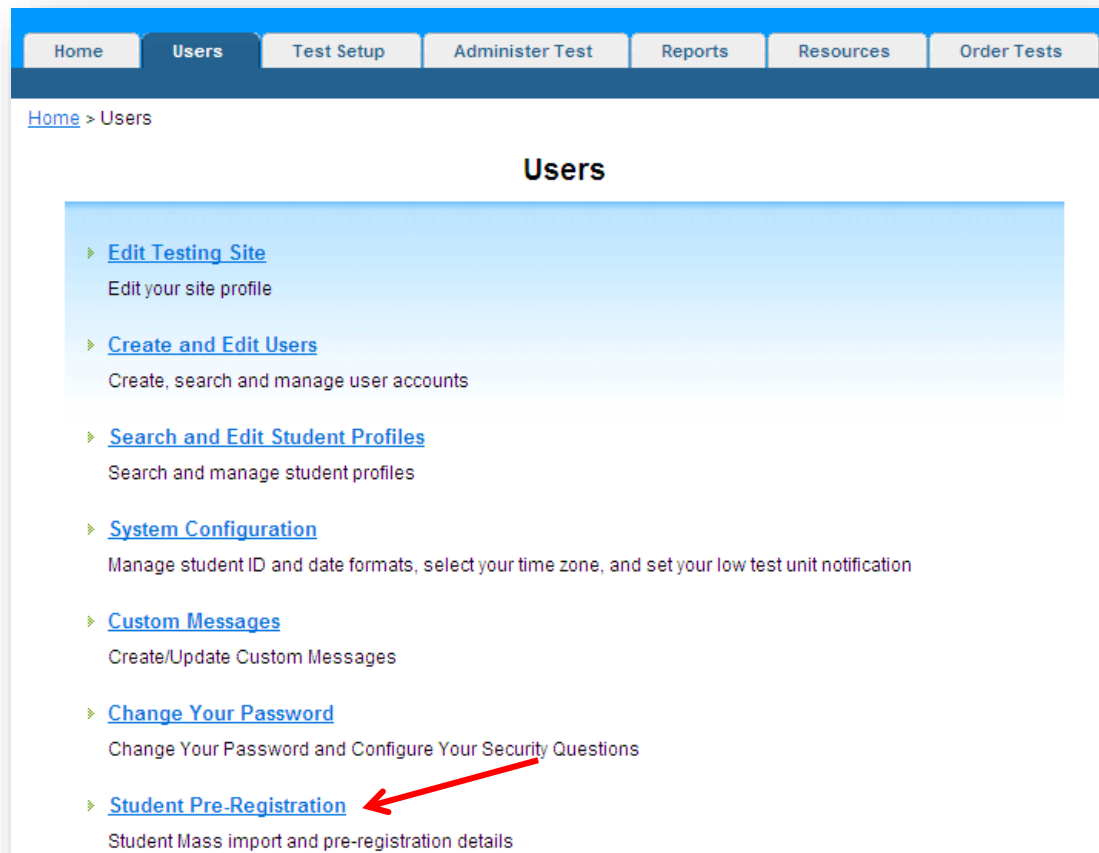 Home Users Test Setup Administer Test Reports Resources Order Tests
Home > Users
Users
Edit Testing Site
Edit your site profile
Create and Edit Users
Create, search and manage user accounts
Search and Edit Student Profiles
Search and manage student profiles
System Configuration
Manage student ID and date formats, select your time zone, and set your low test unit notification
Custom Messages
Create/Update Custom Messages
Change Your Password
Change Your Password and Configure Your Security Questions
Student Pre-Registration
Student Mass import and pre-registration details